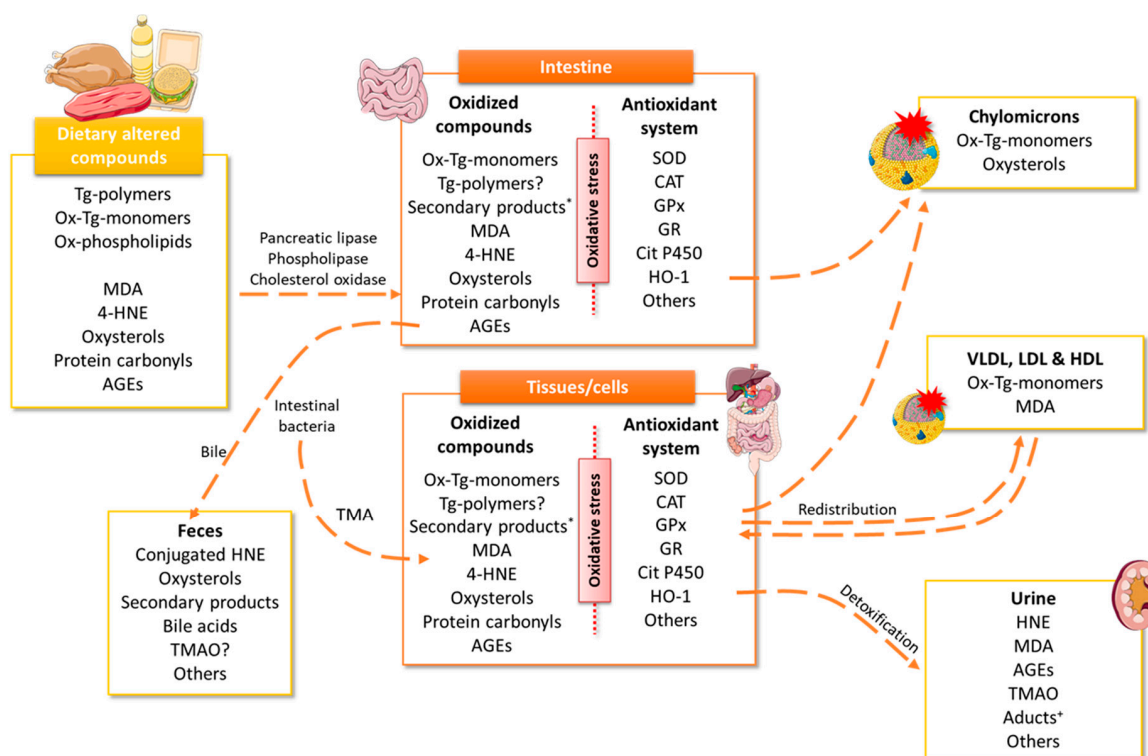 Dietary altered
compounds
Tg-polymers
Ox-Tg-monomers
Ox-phospholipids
MDA
4-HNE
Oxysterols
Protein carbonyls
AGEs
Pancreatic lipase
Phospholipase
Cholesterol oxidase
Intestine
Oxidized
compounds
Ox-Tg-monomers
Tg-polymers?
Secondary products*
MDA
4-HNE
Oxysterols
Protein carbonyls
AGEs
Oxidative stress
Antioxidant
system
SOD
CAT
GPx
GR
Cit P450
HO-1
Others
Chylomicrons
Ox-Tg-monomers
Oxysterols
VLDL, LDL & HDL
Ox-Tg-monomers
MDA
Intestinal
bacteria
Bile
TMA
Feces
Conjugated HNE
Oxysterols
Secondary products
Bile acids
TMAO?
Others
Tissues/cells
Oxidized
compounds
Ox-Tg-monomers
Tg-polymers?
Secondary products*
MDA
4-HNE
Oxysterols
Protein carbonyls
AGEs
Oxidative stress
Antioxidant
system
SOD
CAT
GPx
GR
Cit P450
HO-1
Others
Redistribution
Detoxification
Urine
HNE
MDA
AGEs
TMAO
Aducts+
Others